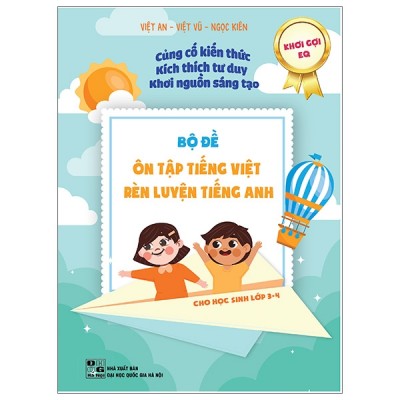 VIỆT AN - VIỆT VŨ - NGỌC KIÊN
Củng cố kiến thức
Kích thích tư duy
Khơi nguồn sáng tạo
KHƠI GỢI
EQ
BỘ ĐỀ
ÔN TẬP TIẾNG VIỆT
RÈN LUYỆN TIẾNG ANH
CHO HỌC SINH LỚP 3-4
NHÀ XUẤT BẢN
ĐẠI HỌC QUỐC GIA HÀ NỘI